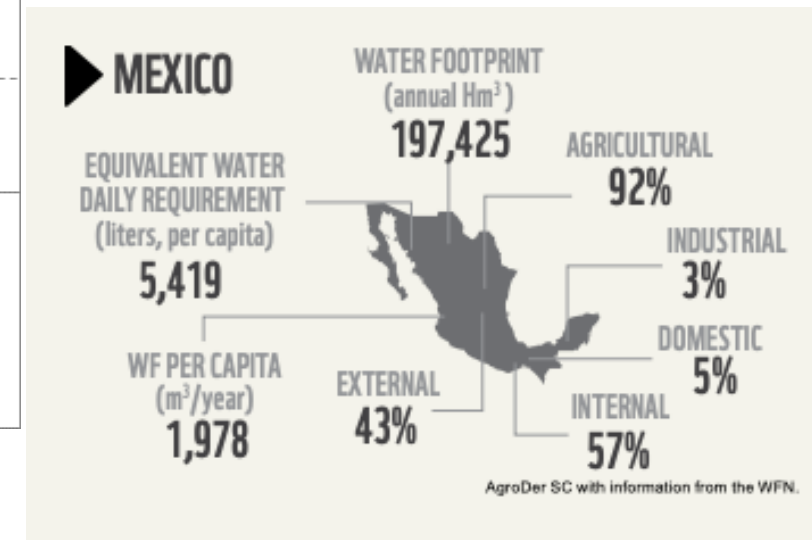 MEXICO
WATER FOOTPRINT
(annual Hm³)
197,425
AGRICULTURAL
92%
EQUIVALENT WATER
DAILY REQUIREMENT
(liters, per capita)
5,419
INDUSTRIAL
3%
DOMESTIC
5%
WF PER CAPITA
(m³/year)
1,978
EXTERNAL
43%
INTERNAL
57%
AgroDer SC with information from the WFN.